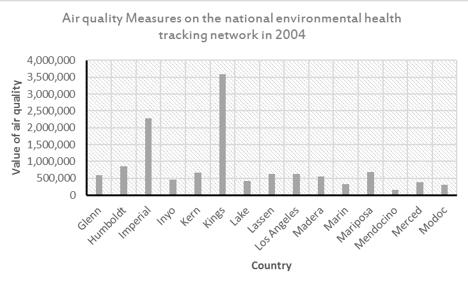 Air quality Measures on the national environmental health
tracking network in 2004
Value of air quality
4,000,000
3,500,000
3,000,000
2,500,000
2,000,000
1,500,000
1,000,000
500,000
0
Glenn
Humboldt
Imperial
Inyo
Kern
Kings
Lake
Lassen
Los Angeles
Madera
Marin
Mariposa
Mendocino
Merced
Modoc
Country